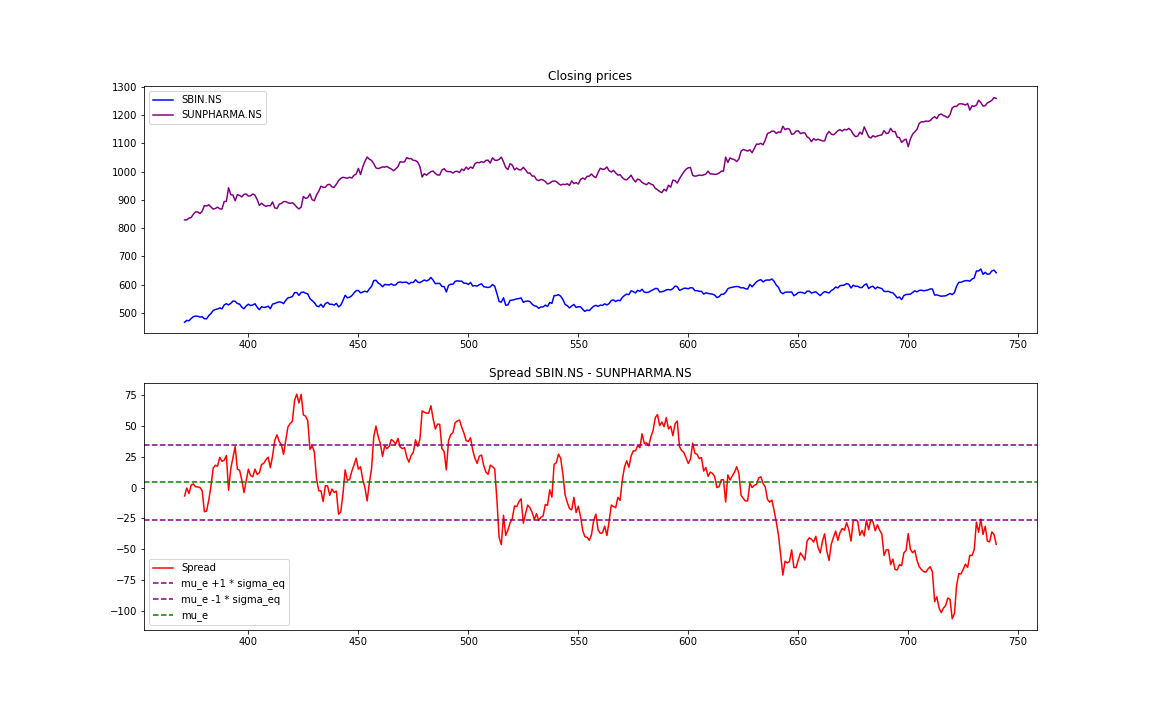 Closing prices
1300
1200
1100
1000
900
800
700
600
500
SBIN.NS
SUNPHARMA.NS
400 450 500 550 600 650 700 750
Spread SBIN.NS - SUNPHARMA.NS
75
50
25
0
−25
−50
−75
−100
Spread
mu_e +1 * sigma_eq
mu_e -1 * sigma_eq
mu_e
400 450 500 550 600 650 700 750